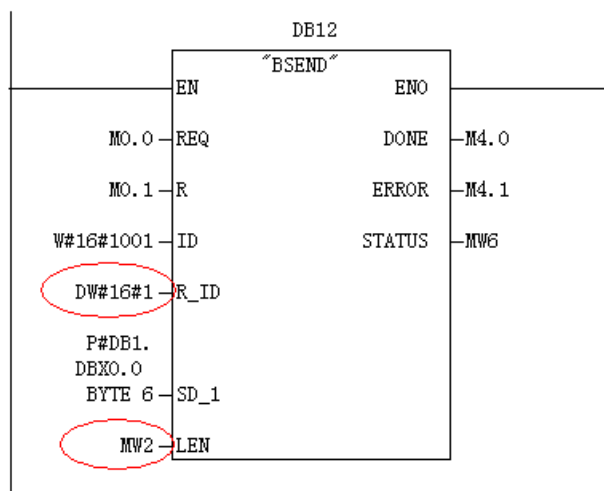 DB12
"BSEND"
EN ENO
M0.0 REQ DONE M4.0
M0.1 R ERROR M4.1
W#16#1001 ID STATUS MW6
DW#16#1 R_ID
P#DB1.
DBX0.0
BYTE 6 SD_1
MW2 LEN